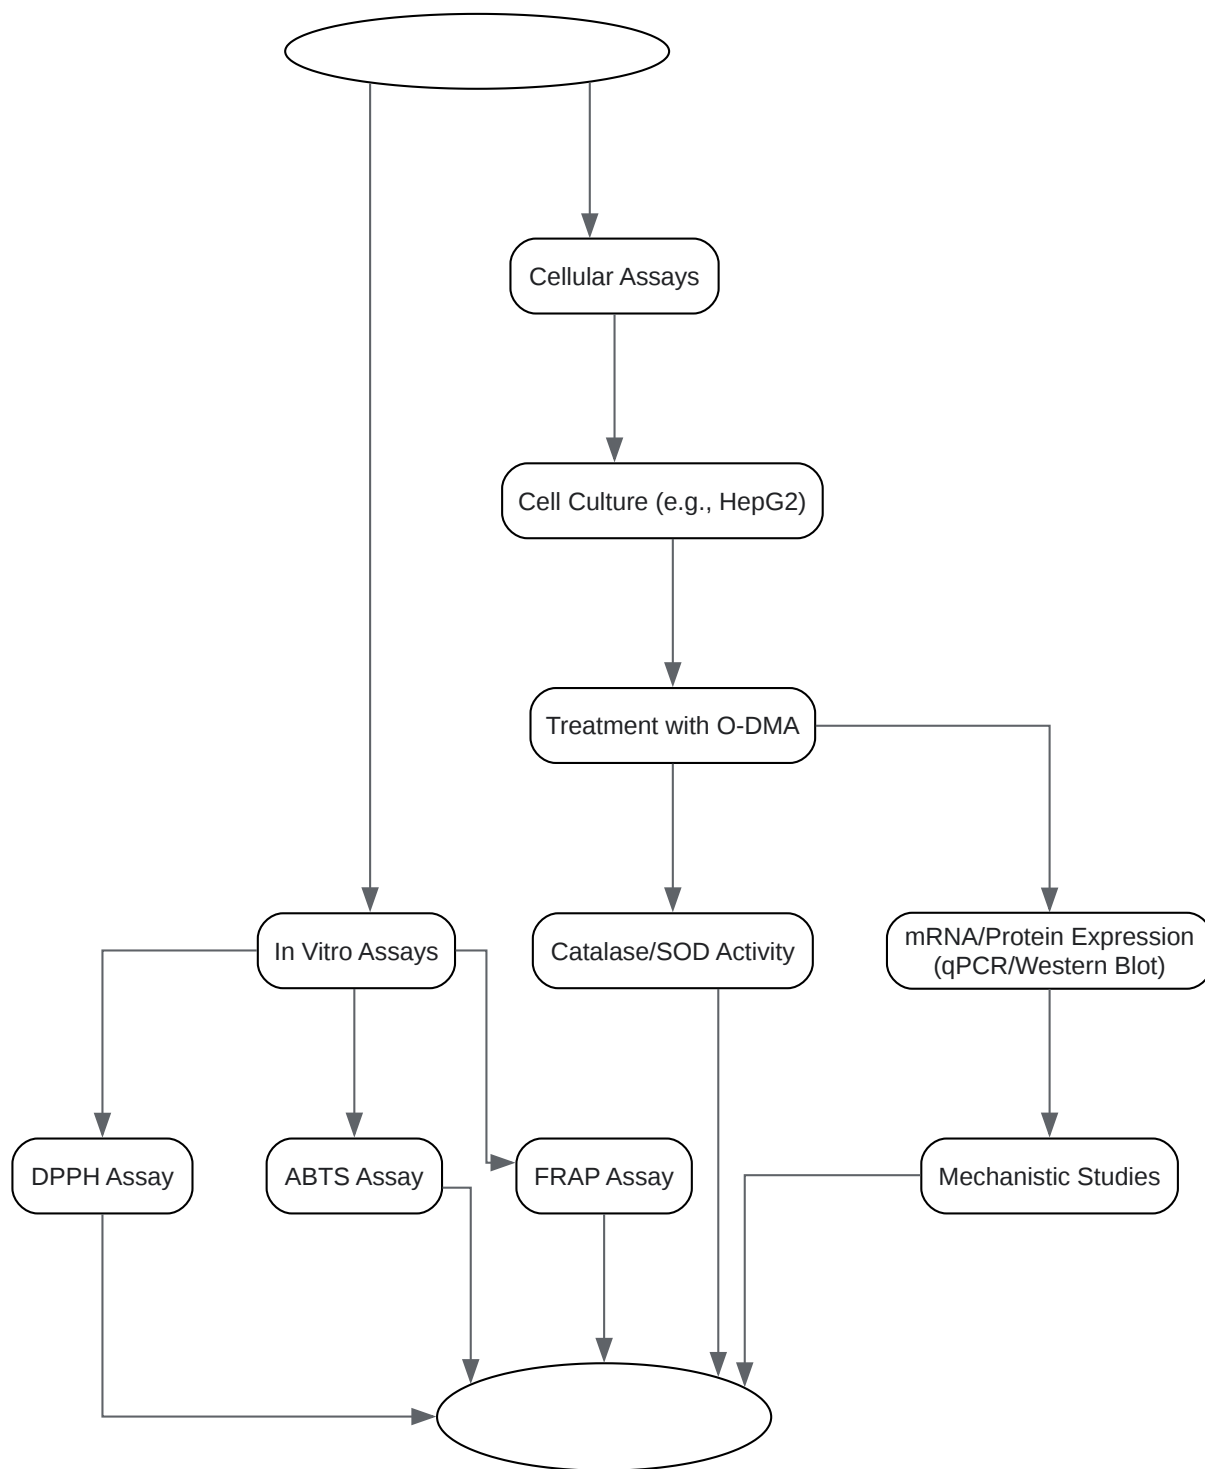 Cellular Assays
Cell Culture (e.g., HepG2)
Treatment with O-DMA
In Vitro Assays
Catalase/SOD Activity
mRNA/Protein Expression
(qPCR/Western Blot)
DPPH Assay
ABTS Assay
FRAP Assay
Mechanistic Studies